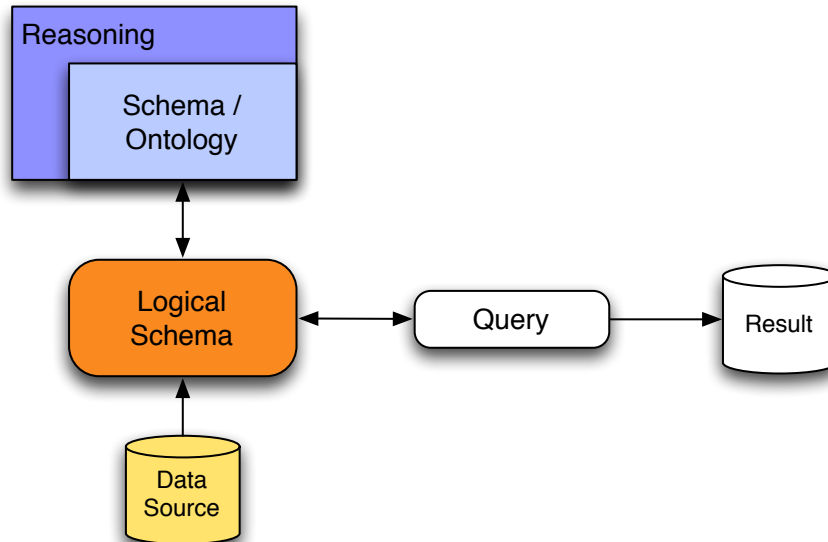 Reasoning
Schema /
Ontology
Logical
Schema
Query
Result
Data
Source